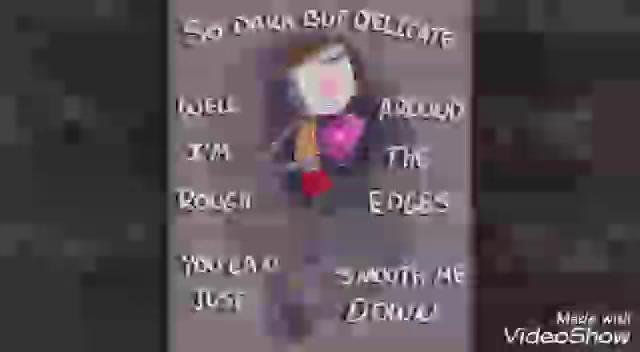 SO DARK BUT DELICATE
WELL AROUND
I'M THE
ROUGH EDGES
YOU CAN SMOOTH ME
JUST DOWN
Made with
VideoShow